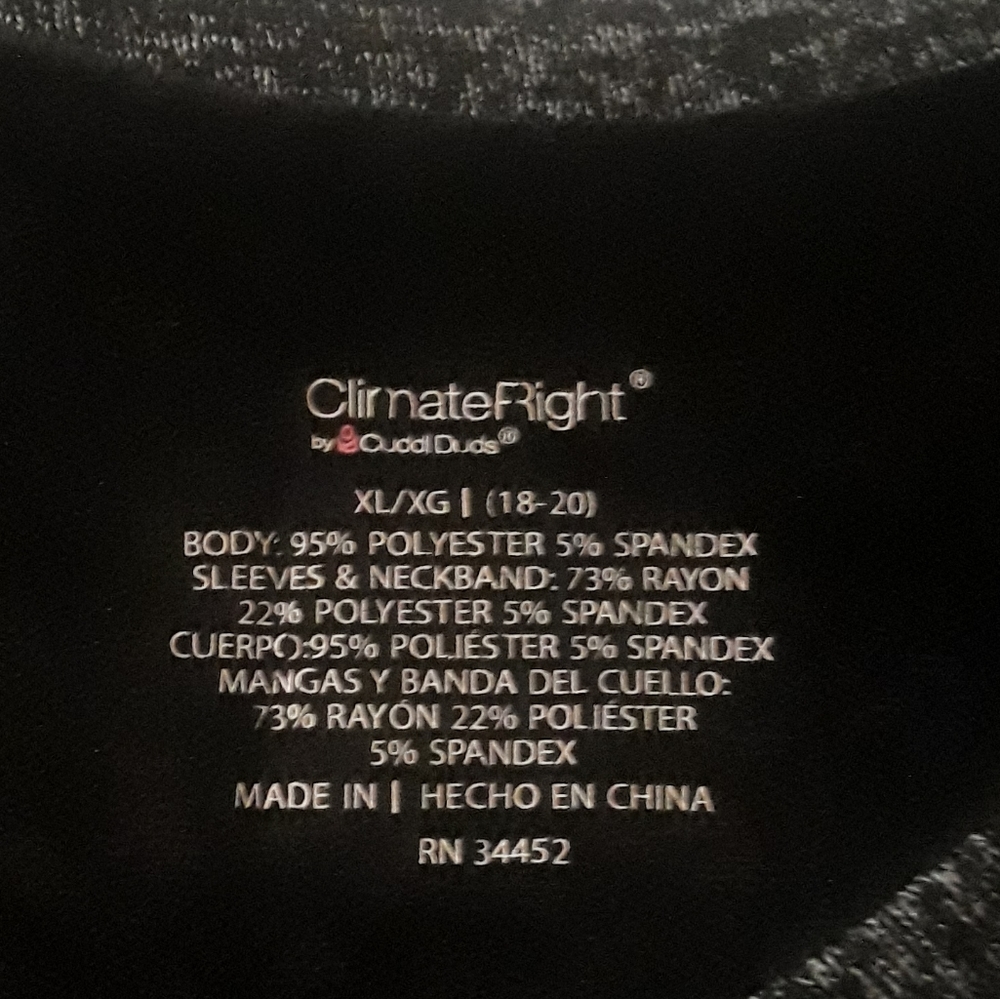 ClimateRight®
by Cuddl Duds®
XL/XG | (18-20)
BODY: 95% POLYESTER 5% SPANDEX
SLEEVES & NECKBAND: 73% RAYON
22% POLYESTER 5% SPANDEX
CUERPO:95% POLIÉSTER 5% SPANDEX
MANGAS Y BANDA DEL CUELLO:
73% RAYÓN 22% POLIÉSTER
5% SPANDEX
MADE IN | HECHO EN CHINA
RN 34452